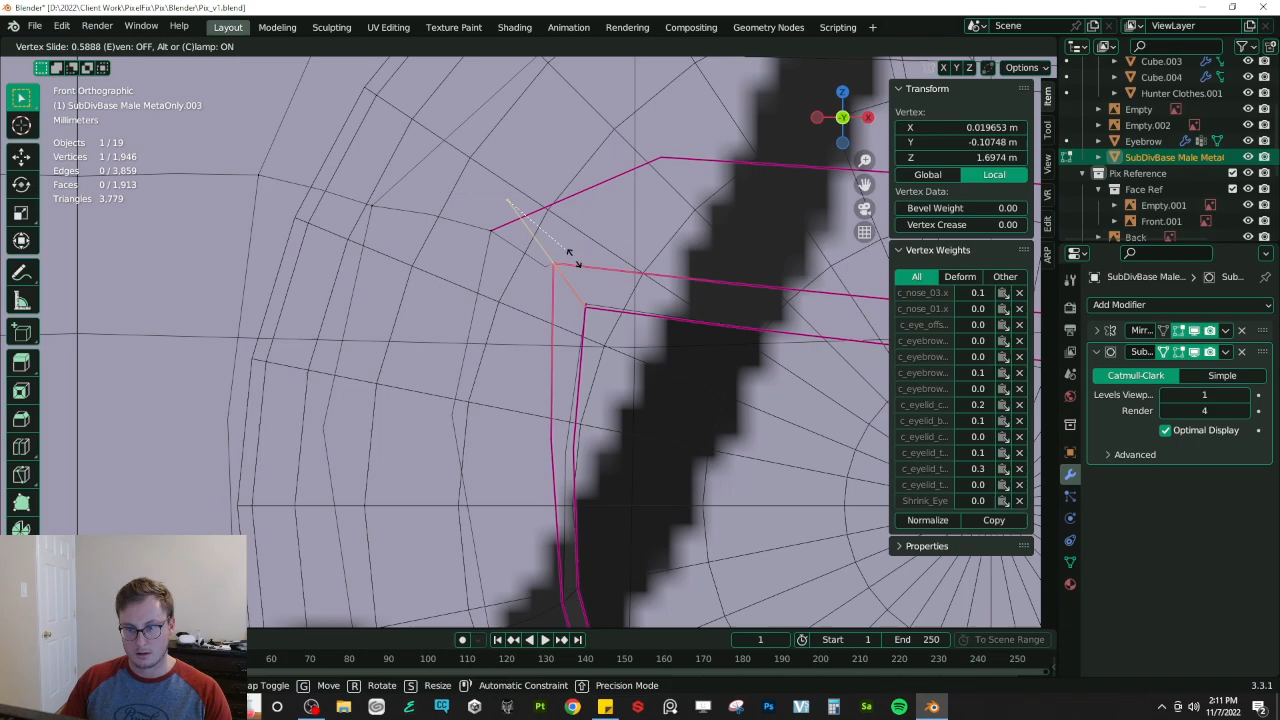 Blender* [D:\2022\Client Work\PixelFix\Pix\Blender\Pix_v1.blend]
File Edit Render Window Help Layout Modeling Sculpting UV Editing Texture Paint Shading Animation Rendering Compositing Geometry Nodes Scripting + Scene ViewLayer
Vertex Slide: 0.5888 (E)ven: OFF, Alt or (C)lamp: ON
X Y Z Options
Front Orthographic
(1) SubDivBase Male MetaOnly.003
Millimeters
Objects 1 / 19
Vertices 1 / 1,946
Edges 0 / 3,859
Faces 0 / 1,913
Triangles 3,779
Z
X
-Y
Transform
Vertex:
X 0.019653 m
Y -0.10748 m
Z 1.6974 m
Global Local
Vertex Data:
Bevel Weight 0.00
Vertex Crease 0.00
Vertex Weights
All Deform Other
c_nose_03.x 0.1
c_nose_01.x 0.0
c_eye_offs... 0.0
c_eyebrow... 0.0
c_eyebrow... 0.0
c_eyebrow... 0.1
c_eyebrow... 0.0
c_eyelid_c... 0.2
c_eyelid_b... 0.1
c_eyelid_c... 0.0
c_eyelid_t... 0.1
c_eyelid_t... 0.3
c_eyelid_t... 0.0
Shrink_Eye 0.0
Normalize Copy
Properties
Item
Tool
View
VR
Edit
ARP
Cube.003
Cube.004
Hunter Clothes.001
Empty
Empty.002
Eyebrow
SubDivBase Male Meta
Pix Reference
Face Ref
Empty.001
Front.001
Back
SubDivBase Male... Sub...
Add Modifier
Mirr...
Sub...
Catmull-Clark Simple
Levels Viewp... 1
Render 4
Optimal Display
Advanced
1 Start 1 End 250 To Scene Range
60 70 80 90 100 110 120 130 140 150 160 170 180 190 200 210 220 230 240 250
ap Toggle G Move R Rotate S Resize Automatic Constraint Precision Mode 3.3.1
2:11 PM
11/7/2022